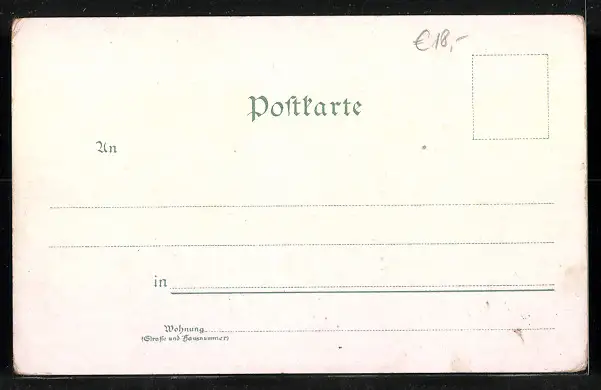 €18,-
Postkarte
An
in
Wohnung
(Straße und Hausnummer)